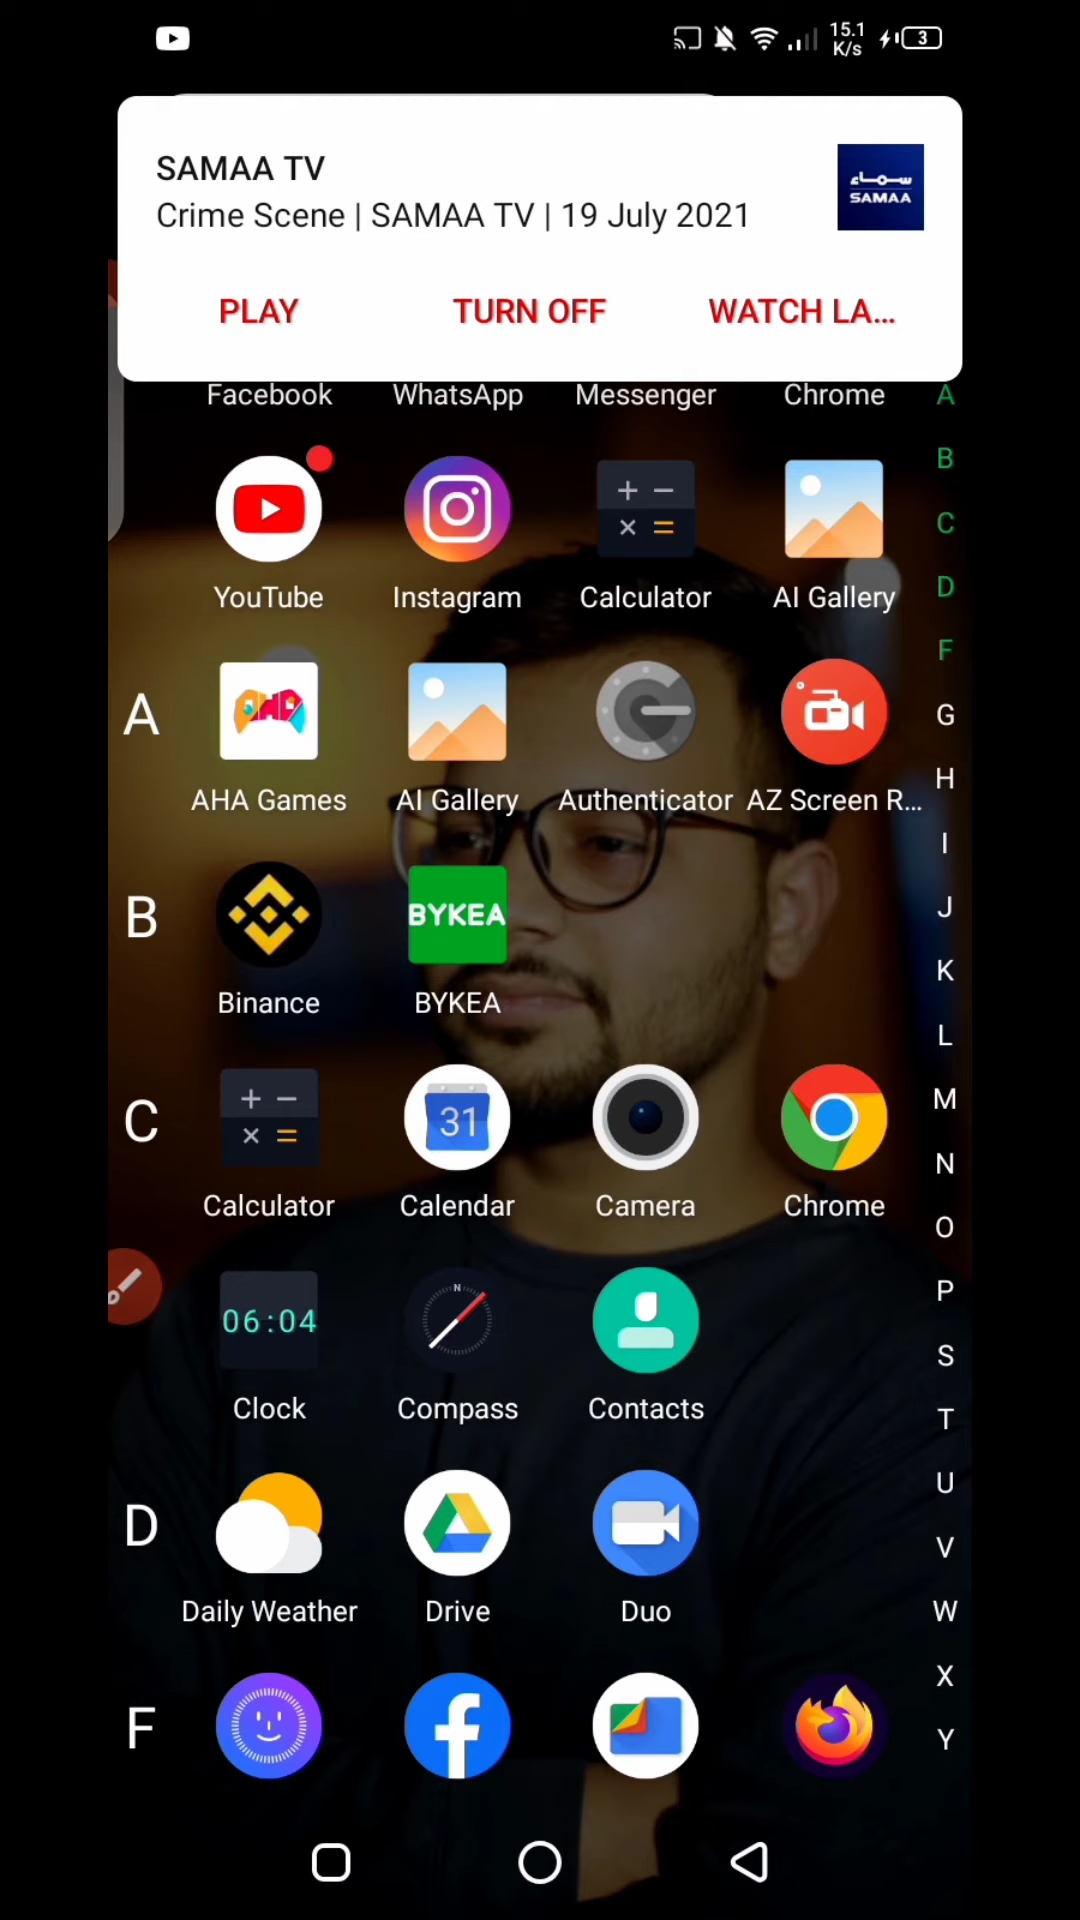 15.1
K/s
3
SAMAA TV
Crime Scene | SAMAA TV | 19 July 2021
سماء
SAMAA
PLAY TURN OFF WATCH LA...
Facebook WhatsApp Messenger Chrome
A
B
C
D
F
G
H
I
J
K
L
M
N
O
P
S
T
U
V
W
X
Y
YouTube Instagram Calculator AI Gallery
A
AHA Games AI Gallery Authenticator AZ Screen R...
B
BYKEA
Binance BYKEA
C
31
Calculator Calendar Camera Chrome
06:04
N
Clock Compass Contacts
D
Daily Weather Drive Duo
F